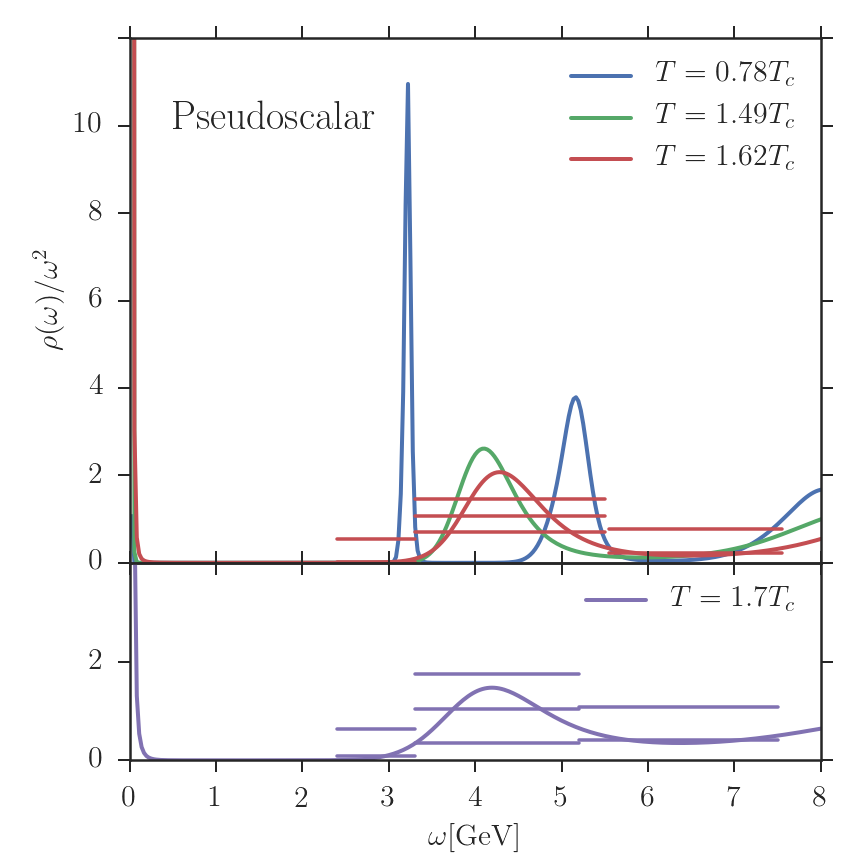 Pseudoscalar
T = 0.78T_c
T = 1.49T_c
T = 1.62T_c
10
8
6
4
2
0
ρ(ω)/ω²
T = 1.7T_c
2
0
0 1 2 3 4 5 6 7 8
ω[GeV]